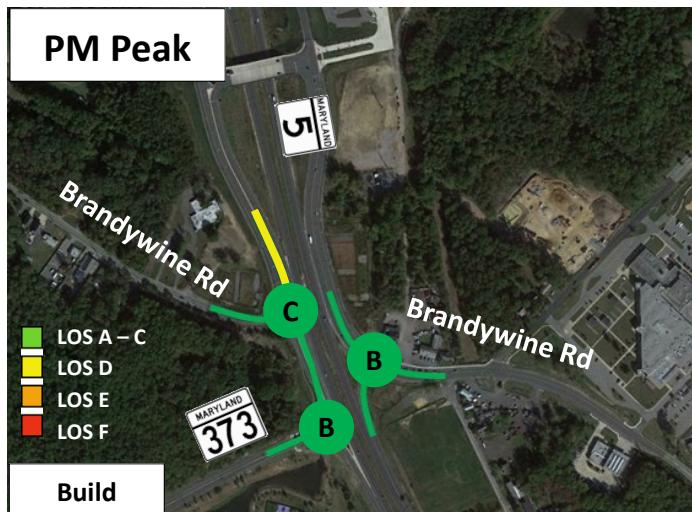 PM Peak
MARYLAND
5
Brandywine Rd
C
Brandywine Rd
B
LOS A – C
LOS D
LOS E
LOS F
MARYLAND
373
B
Build